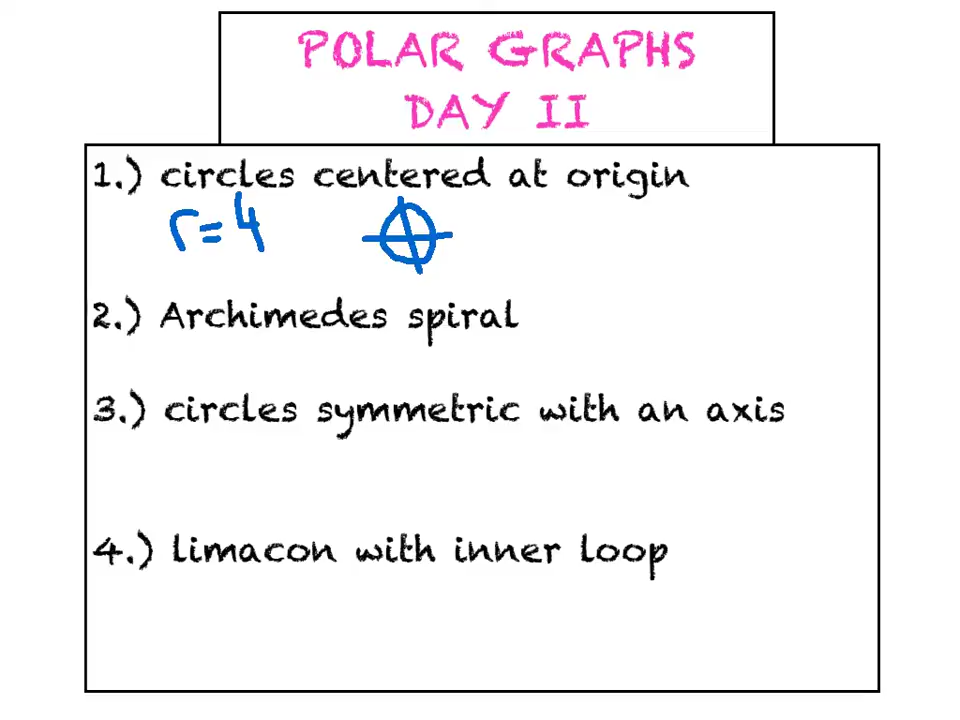 POLAR GRAPHS
DAY II
1.) circles centered at origin
r=4
2.) Archimedes spiral
3.) circles symmetric with an axis
4.) limacon with inner loop